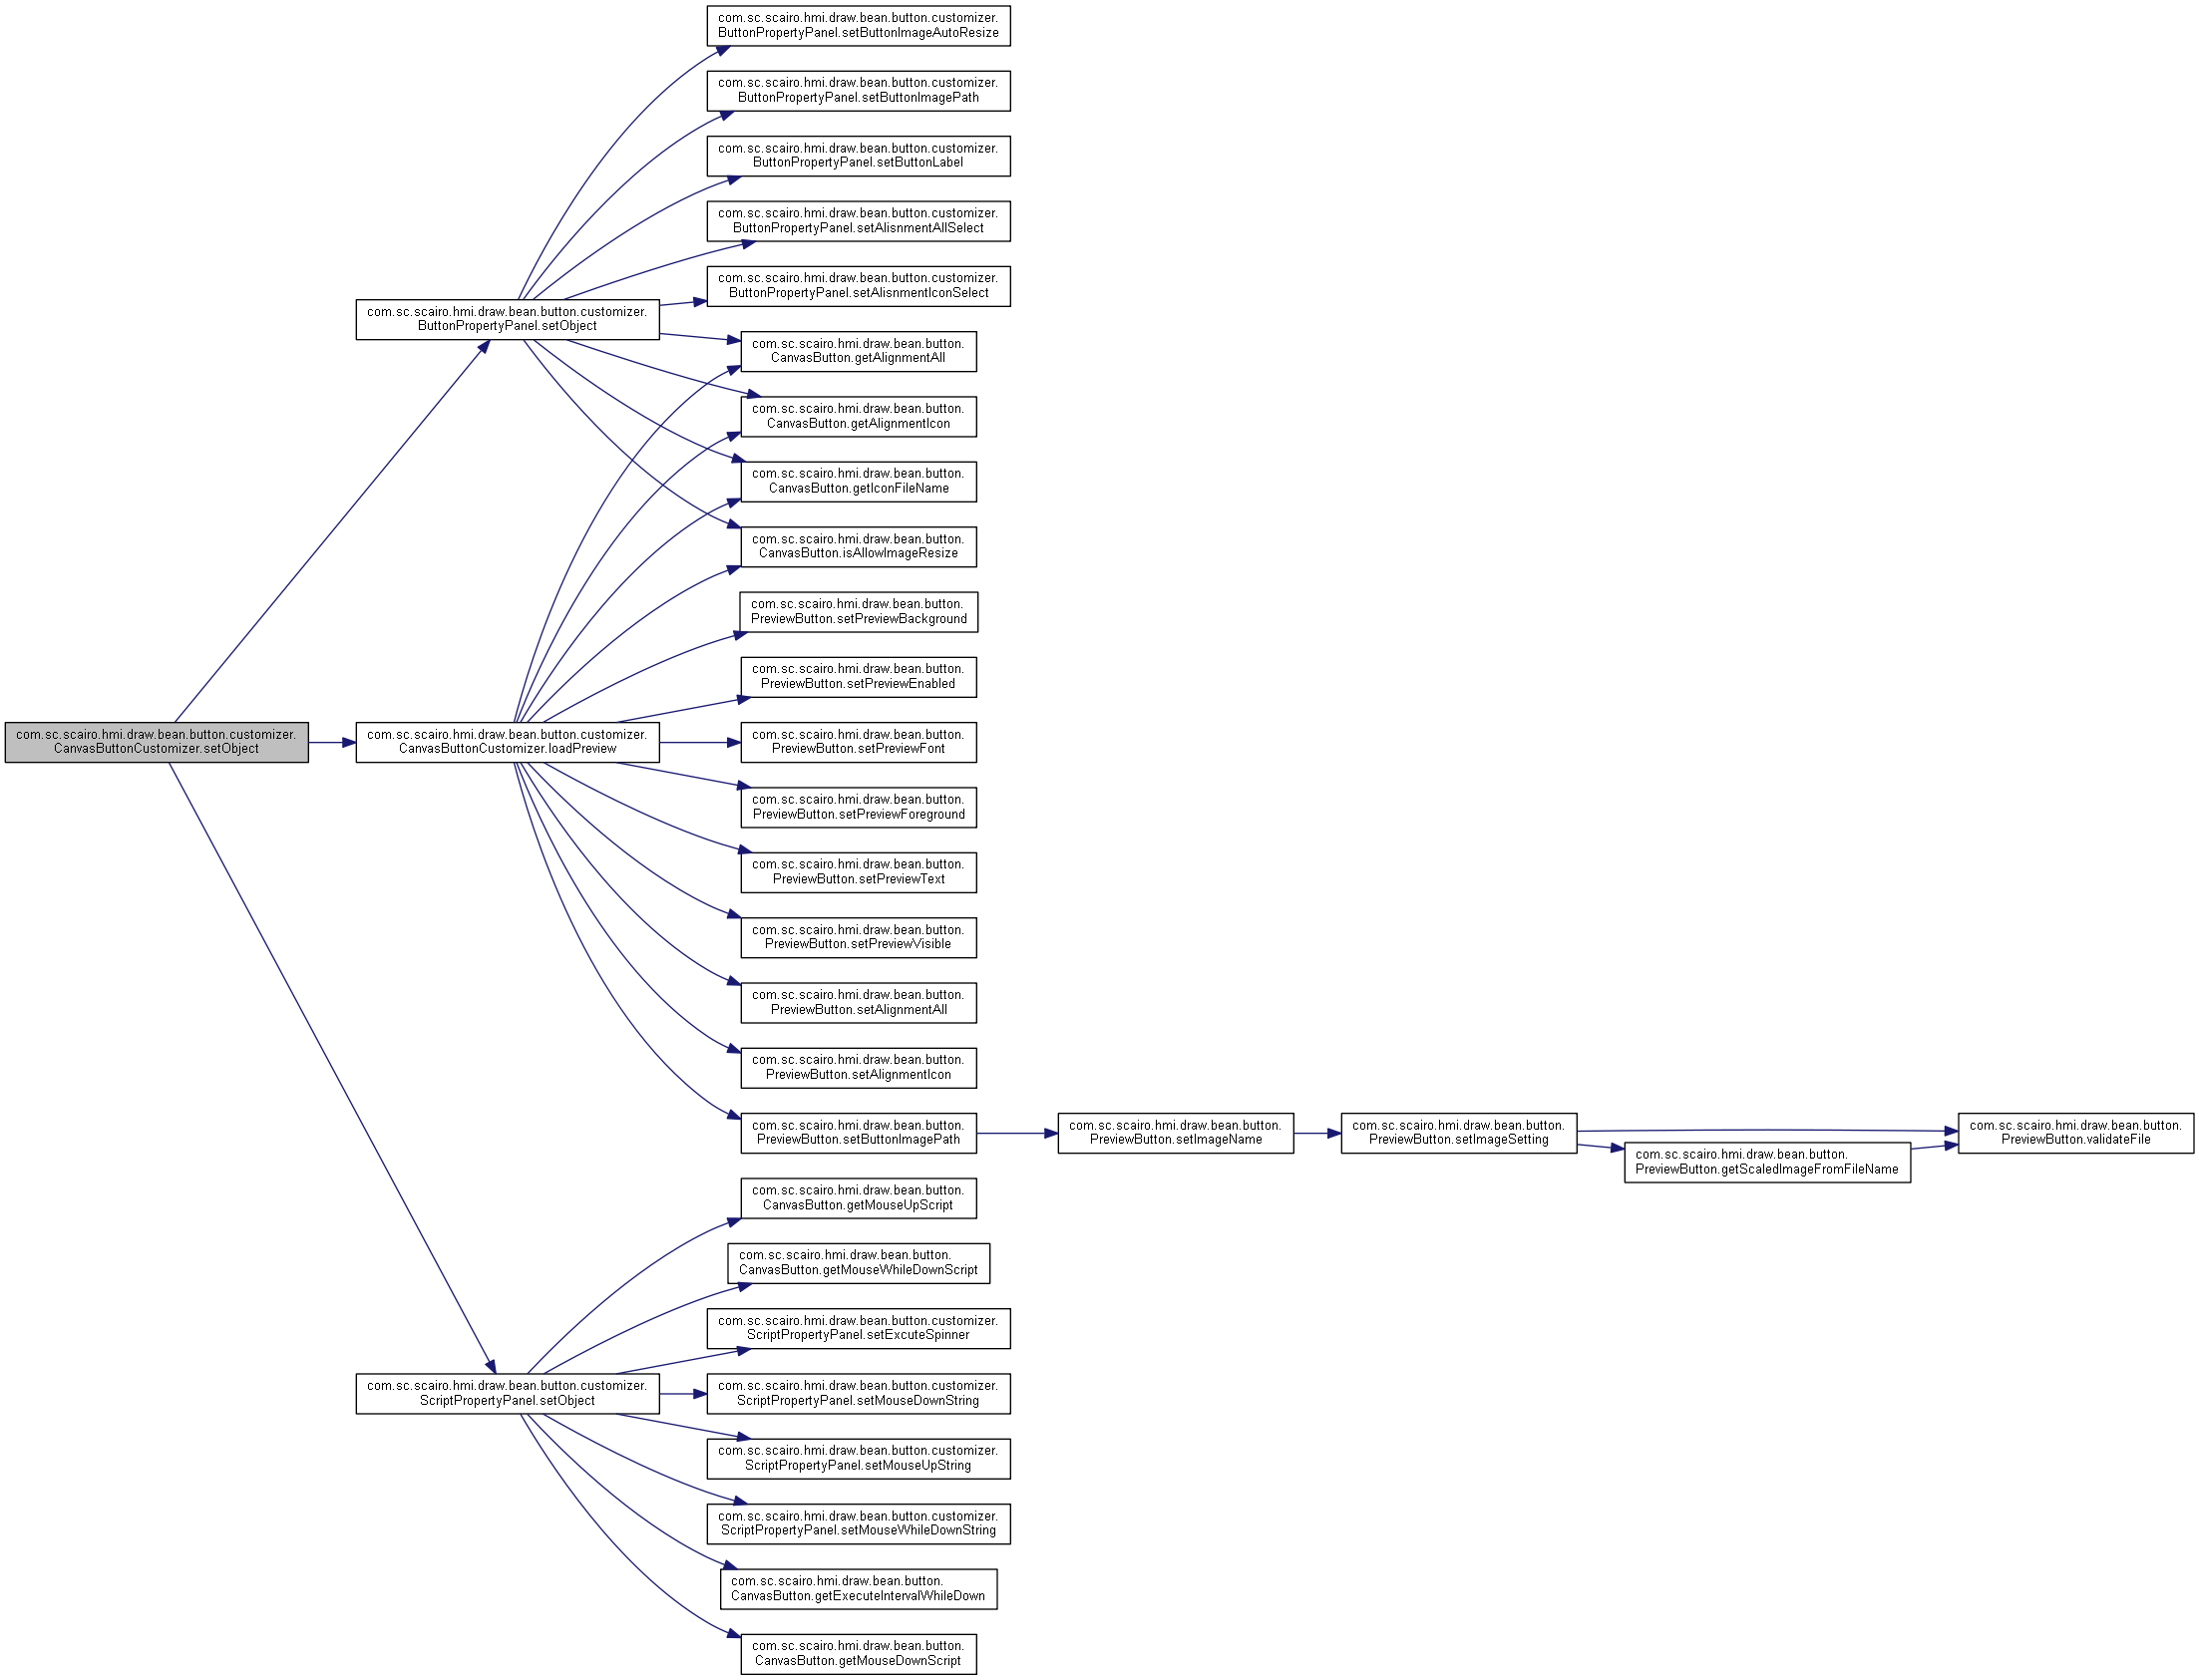 com.sc.scairo.hmi.draw.bean.button.customizer.
ButtonPropertyPanel.setButtonImageAutoResize
com.sc.scairo.hmi.draw.bean.button.customizer.
ButtonPropertyPanel.setButtonImagePath
com.sc.scairo.hmi.draw.bean.button.customizer.
ButtonPropertyPanel.setButtonLabel
com.sc.scairo.hmi.draw.bean.button.customizer.
ButtonPropertyPanel.setAlisnmentAllSelect
com.sc.scairo.hmi.draw.bean.button.customizer.
ButtonPropertyPanel.setAlisnmentIconSelect
com.sc.scairo.hmi.draw.bean.button.customizer.
ButtonPropertyPanel.setObject
com.sc.scairo.hmi.draw.bean.button.
CanvasButton.getAlignmentAll
com.sc.scairo.hmi.draw.bean.button.
CanvasButton.getAlignmentIcon
com.sc.scairo.hmi.draw.bean.button.
CanvasButton.getIconFileName
com.sc.scairo.hmi.draw.bean.button.
CanvasButton.isAllowImageResize
com.sc.scairo.hmi.draw.bean.button.
PreviewButton.setPreviewBackground
com.sc.scairo.hmi.draw.bean.button.
PreviewButton.setPreviewEnabled
com.sc.scairo.hmi.draw.bean.button.customizer.
CanvasButtonCustomizer.setObject
com.sc.scairo.hmi.draw.bean.button.customizer.
CanvasButtonCustomizer.loadPreview
com.sc.scairo.hmi.draw.bean.button.
PreviewButton.setPreviewFont
com.sc.scairo.hmi.draw.bean.button.
PreviewButton.setPreviewForeground
com.sc.scairo.hmi.draw.bean.button.
PreviewButton.setPreviewText
com.sc.scairo.hmi.draw.bean.button.
PreviewButton.setPreviewVisible
com.sc.scairo.hmi.draw.bean.button.
PreviewButton.setAlignmentAll
com.sc.scairo.hmi.draw.bean.button.
PreviewButton.setAlignmentIcon
com.sc.scairo.hmi.draw.bean.button.
PreviewButton.setButtonImagePath
com.sc.scairo.hmi.draw.bean.button.
PreviewButton.setImageName
com.sc.scairo.hmi.draw.bean.button.
PreviewButton.setImageSetting
com.sc.scairo.hmi.draw.bean.button.
PreviewButton.getScaledImageFromFileName
com.sc.scairo.hmi.draw.bean.button.
PreviewButton.validateFile
com.sc.scairo.hmi.draw.bean.button.
CanvasButton.getMouseUpScript
com.sc.scairo.hmi.draw.bean.button.
CanvasButton.getMouseWhileDownScript
com.sc.scairo.hmi.draw.bean.button.customizer.
ScriptPropertyPanel.setExcuteSpinner
com.sc.scairo.hmi.draw.bean.button.customizer.
ScriptPropertyPanel.setObject
com.sc.scairo.hmi.draw.bean.button.customizer.
ScriptPropertyPanel.setMouseDownString
com.sc.scairo.hmi.draw.bean.button.customizer.
ScriptPropertyPanel.setMouseUpString
com.sc.scairo.hmi.draw.bean.button.customizer.
ScriptPropertyPanel.setMouseWhileDownString
com.sc.scairo.hmi.draw.bean.button.
CanvasButton.getExecuteIntervalWhileDown
com.sc.scairo.hmi.draw.bean.button.
CanvasButton.getMouseDownScript